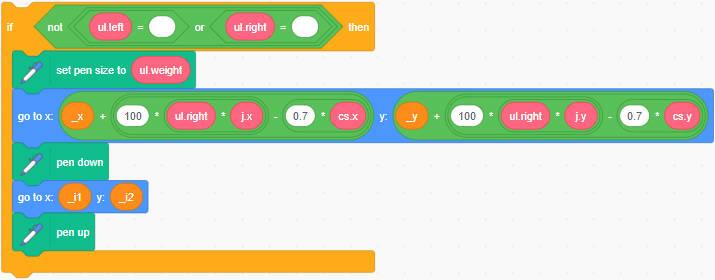 if not ul.left = or ul.right = then
set pen size to ul.weight
go to x: _x + 100 * ul.right * j.x - 0.7 * cs.x y: _y + 100 * ul.right * j.y - 0.7 * cs.y
pen down
go to x: _i1 y: _i2
pen up